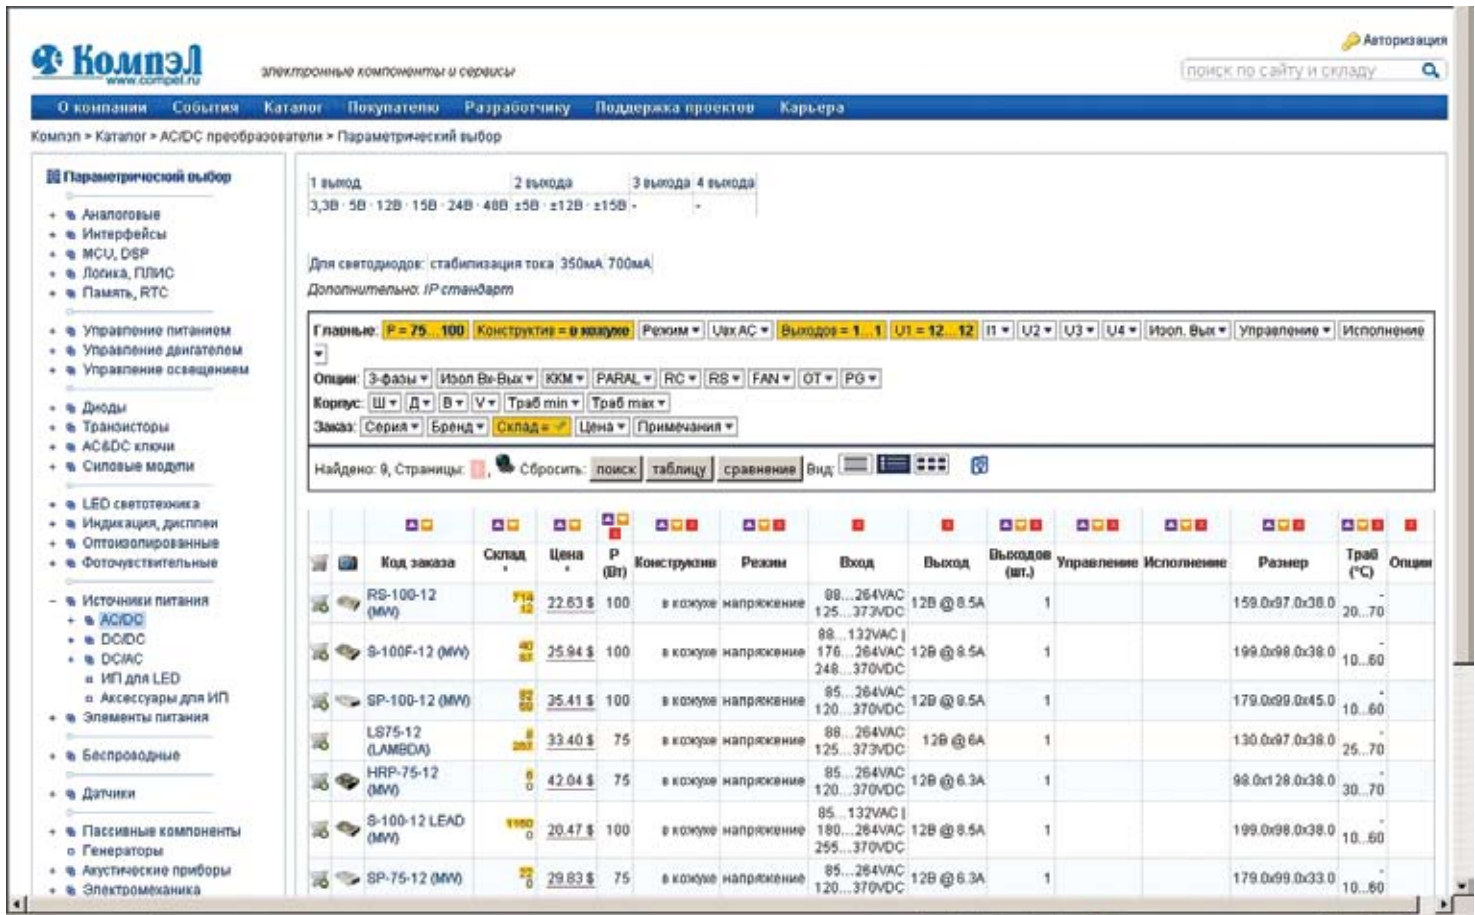 Авторизация
Компэл
www.compel.ru
электронные компоненты и сервисы
поиск по сайту и складу
О компании События Каталог Покупателю Разработчику Поддержка проектов Карьера
Компэл > Каталог > AC/DC преобразователи > Параметрический выбор
Параметрический выбор
+ Аналоговые
+ Интерфейсы
+ MCU, DSP
+ Логика, ПЛИС
+ Память, RTC
+ Управление питанием
+ Управление двигателем
+ Управление освещением
+ Диоды
+ Транзисторы
+ AC&DC ключи
+ Силовые модули
+ LED светотехника
+ Индикация, дисплеи
+ Оптоизолированные
+ Фоточувствительные
− Источники питания
+ AC/DC
+ DC/DC
+ DC/AC
ИП для LED
Аксессуары для ИП
+ Элементы питания
+ Беспроводные
+ Датчики
+ Пассивные компоненты
Генераторы
+ Акустические приборы
+ Электромеханика
1 выход 2 выхода 3 выхода 4 выхода
3,3В · 5В · 12В · 15В · 24В · 48В ±5В · ±12В · ±15В - -
Для светодиодов: стабилизация тока 350мА 700мА
Дополнительно: IP стандарт
Главные: P = 75...100 Конструктив = в кожухе Режим Uвх AC Выходов = 1...1 U1 = 12...12 I1 U2 U3 U4 Изол. Вых Управление Исполнение
Опции: 3-фазы Изол Вх-Вых ККМ PARAL RC RS FAN OT PG
Корпус: Ш Д В V Траб min Траб max
Заказ: Серия Бренд Склад = Цена Примечания
Найдено: 9, Страницы: , Сбросить: поиск таблицу сравнение Вид:
Код заказа Склад Цена P (Вт) Конструктив Режим Вход Выход Выходов (шт.) Управление Исполнение Размер Траб (°C) Опции
RS-100-12 (MW) 714 12 22.63 $ 100 в кожухе напряжение 88...264VAC 125...373VDC 12В @ 8.5A 1 159.0x97.0x38.0 -20...70
S-100F-12 (MW) 25.94 $ 100 в кожухе напряжение 88...132VAC | 176...264VAC 248...370VDC 12В @ 8.5A 1 199.0x98.0x38.0 -10...60
SP-100-12 (MW) 35.41 $ 100 в кожухе напряжение 85...264VAC 120...370VDC 12В @ 8.5A 1 179.0x99.0x45.0 -10...60
LS75-12 (LAMBDA) 33.40 $ 75 в кожухе напряжение 88...264VAC 125...373VDC 12В @ 6A 1 130.0x97.0x38.0 -25...70
HRP-75-12 (MW) 6 0 42.04 $ 75 в кожухе напряжение 85...264VAC 120...370VDC 12В @ 6.3A 1 98.0x128.0x38.0 -30...70
S-100-12 LEAD (MW) 1160 0 20.47 $ 100 в кожухе напряжение 85...132VAC | 180...264VAC 255...370VDC 12В @ 8.5A 1 199.0x98.0x38.0 -10...60
SP-75-12 (MW) 22 0 29.83 $ 75 в кожухе напряжение 85...264VAC 120...370VDC 12В @ 6.3A 1 179.0x99.0x33.0 -10...60